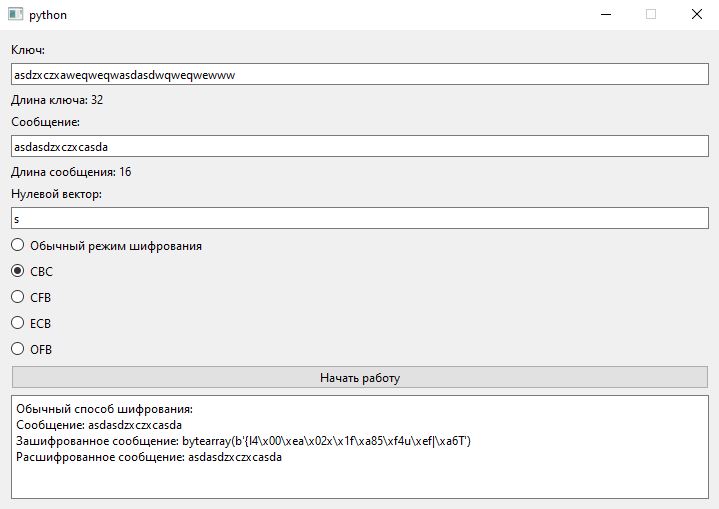 python
Ключ:
asdzxczxaweqweqwasdasdwqweqwewww
Длина ключа: 32
Сообщение:
asdasdzxczxcasda
Длина сообщения: 16
Нулевой вектор:
s
Обычный режим шифрования
CBC
CFB
ECB
OFB
Начать работу
Обычный способ шифрования:
Сообщение: asdasdzxczxcasda
Зашифрованное сообщение: bytearray(b'{I4\x00\xea\x02x\x1f\xa85\xf4u\xef|\xa6T')
Расшифрованное сообщение: asdasdzxczxcasda